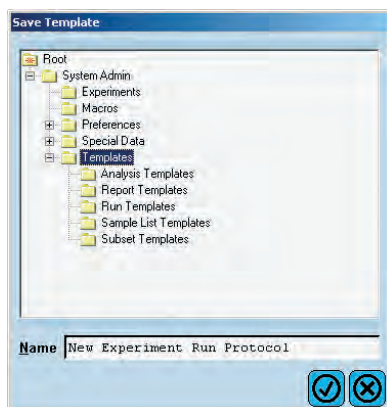 Save Template
Root
System Admin
Experiments
Macros
Preferences
Special Data
Templates
Analysis Templates
Report Templates
Run Templates
Sample List Templates
Subset Templates
Name New Experiment Run Protocol